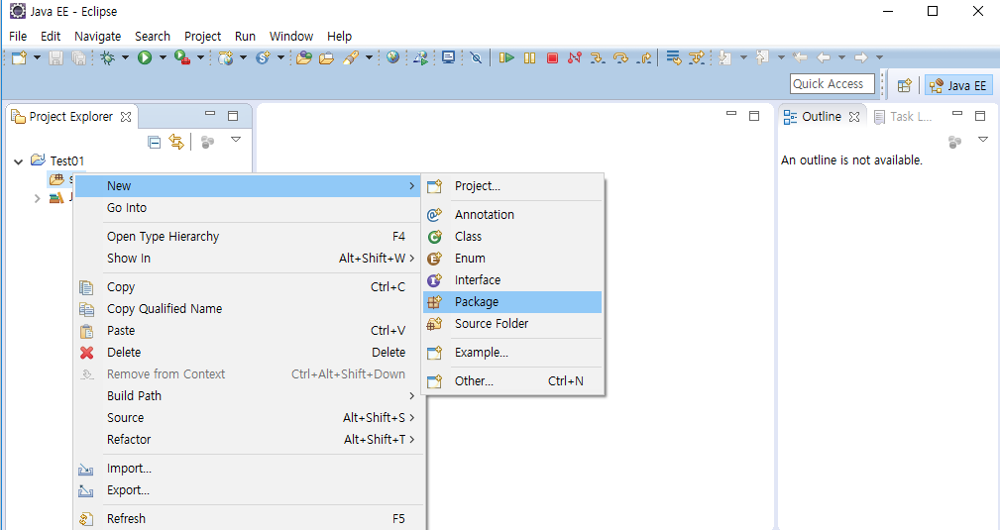 Java EE - Eclipse
File Edit Navigate Search Project Run Window Help
Quick Access
Java EE
Project Explorer
Outline
Task L...
Test01
An outline is not available.
s
J
New
Go Into
Open Type Hierarchy F4
Show In Alt+Shift+W
Copy Ctrl+C
Copy Qualified Name
Paste Ctrl+V
Delete Delete
Remove from Context Ctrl+Alt+Shift+Down
Build Path
Source Alt+Shift+S
Refactor Alt+Shift+T
Import...
Export...
Refresh F5
Project...
Annotation
Class
Enum
Interface
Package
Source Folder
Example...
Other... Ctrl+N